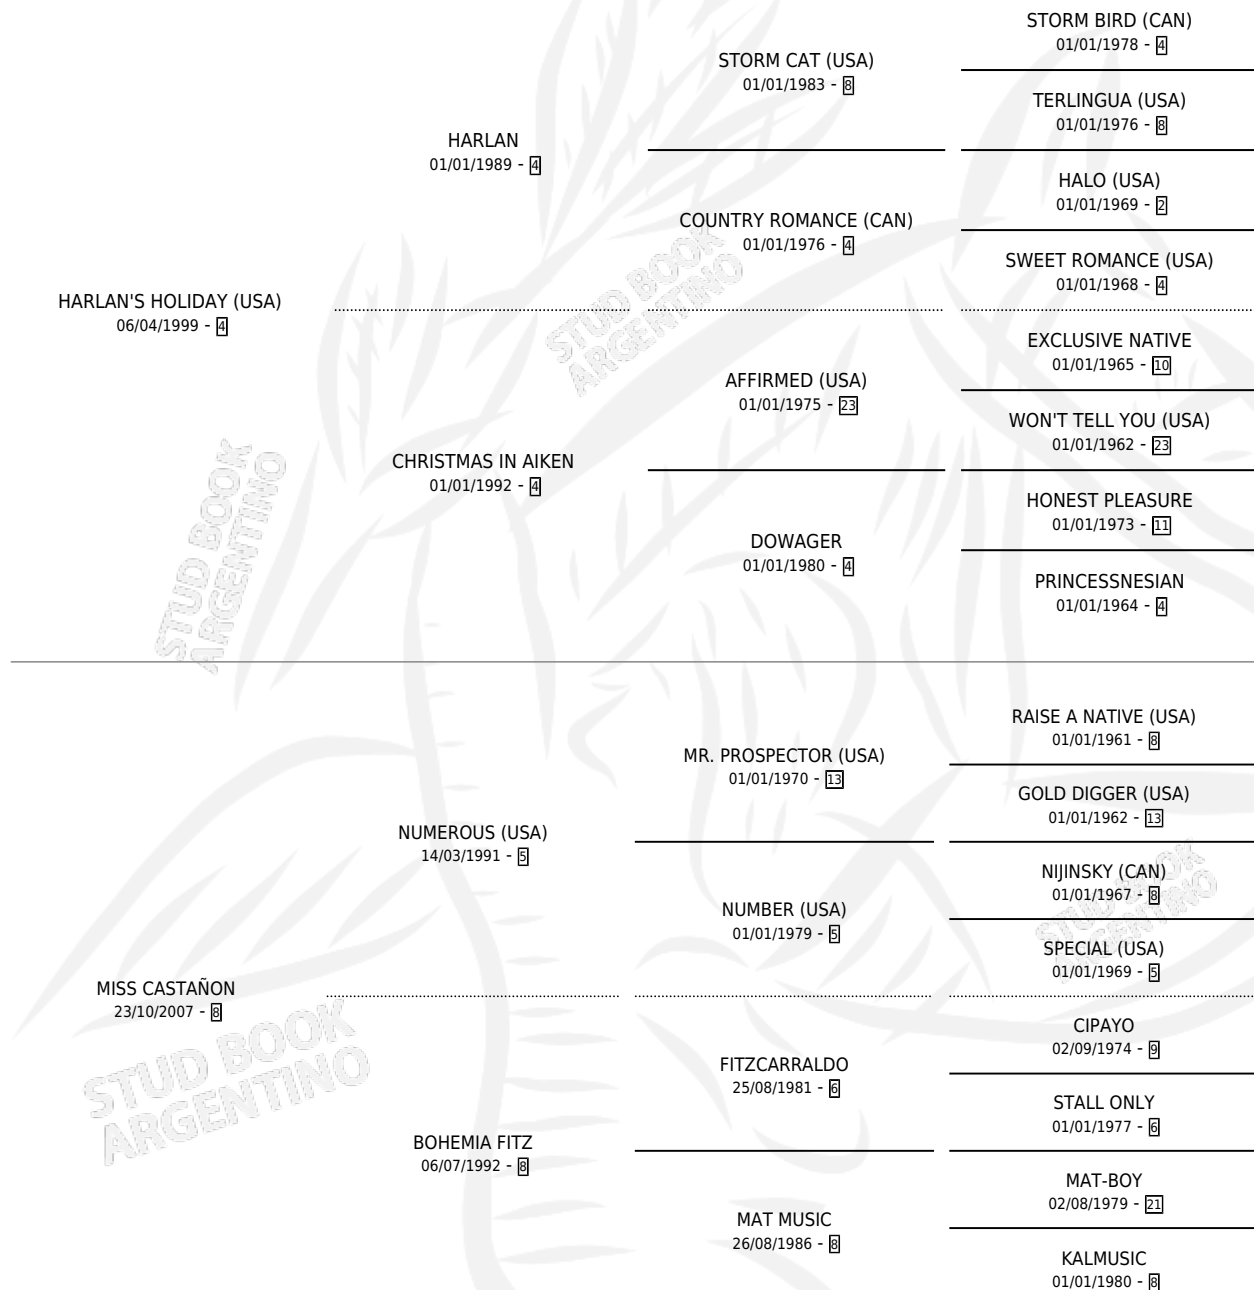 STORM BIRD (CAN)
01/01/1978 - 4
STORM CAT (USA)
01/01/1983 - 8
TERLINGUA (USA)
01/01/1976 - 8
HARLAN
01/01/1989 - 4
HALO (USA)
01/01/1969 - 2
COUNTRY ROMANCE (CAN)
01/01/1976 - 4
SWEET ROMANCE (USA)
01/01/1968 - 4
HARLAN'S HOLIDAY (USA)
06/04/1999 - 4
STUD BOOK
ARGENTINO
EXCLUSIVE NATIVE
01/01/1965 - 10
AFFIRMED (USA)
01/01/1975 - 23
WON'T TELL YOU (USA)
01/01/1962 - 23
CHRISTMAS IN AIKEN
01/01/1992 - 4
HONEST PLEASURE
01/01/1973 - 11
DOWAGER
01/01/1980 - 4
PRINCESSNESIAN
01/01/1964 - 4
STUD BOOK
ARGENTINO
RAISE A NATIVE (USA)
01/01/1961 - 8
MR. PROSPECTOR (USA)
01/01/1970 - 13
GOLD DIGGER (USA)
01/01/1962 - 13
NUMEROUS (USA)
14/03/1991 - 5
NIJINSKY (CAN)
01/01/1967 - 8
NUMBER (USA)
01/01/1979 - 5
STUD BOOK
ARGENTINO
SPECIAL (USA)
01/01/1969 - 5
MISS CASTAÑON
23/10/2007 - 8
CIPAYO
02/09/1974 - 9
FITZCARRALDO
25/08/1981 - 6
STALL ONLY
01/01/1977 - 6
STUD BOOK
ARGENTINO
BOHEMIA FITZ
06/07/1992 - 8
MAT-BOY
02/08/1979 - 21
MAT MUSIC
26/08/1986 - 8
KALMUSIC
01/01/1980 - 8